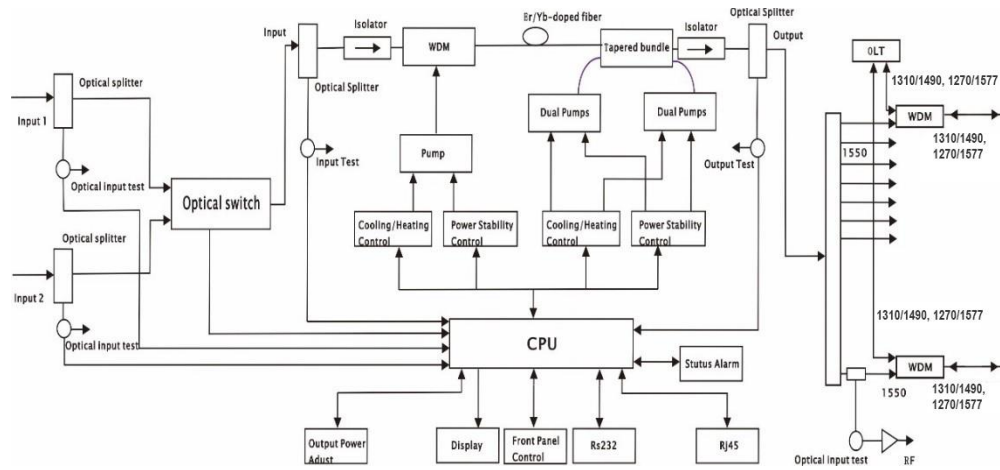 Er/Yb-doped fiber
Optical Splitter
Input
Isolator
WDM
Tapered bundle
Isolator
Output
OLT
Optical splitter
Input 1
Optical Splitter
1310/1490, 1270/1577
WDM
1310/1490,
1270/1577
Dual Pumps
Dual Pumps
Pump
Input Test
Output Test
1550
Optical input test
Optical switch
Optical splitter
Input 2
Cooling/Heating
Control
Power Stability
Control
Cooling/Heating
Control
Power Stability
Control
1310/1490, 1270/1577
Optical input test
CPU
Stutus Alarm
WDM
1310/1490,
1270/1577
1550
Output Power
Adust
Display
Front Panel
Control
Rs232
RJ45
Optical input test
RF